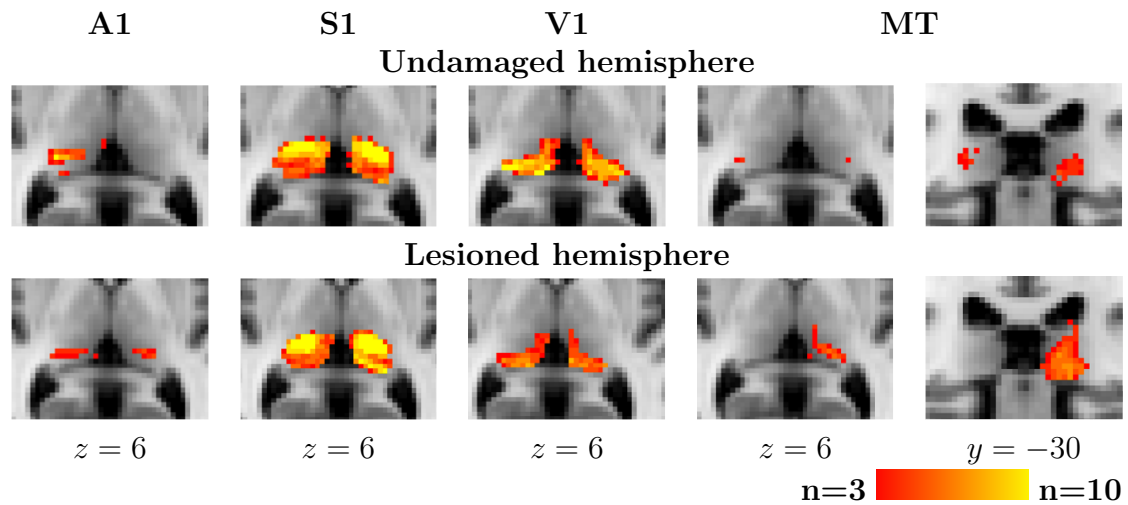 A1 S1 V1 MT
Undamaged hemisphere
Lesioned hemisphere
z = 6 z = 6 z = 6 z = 6 y = −30
n=3 n=10